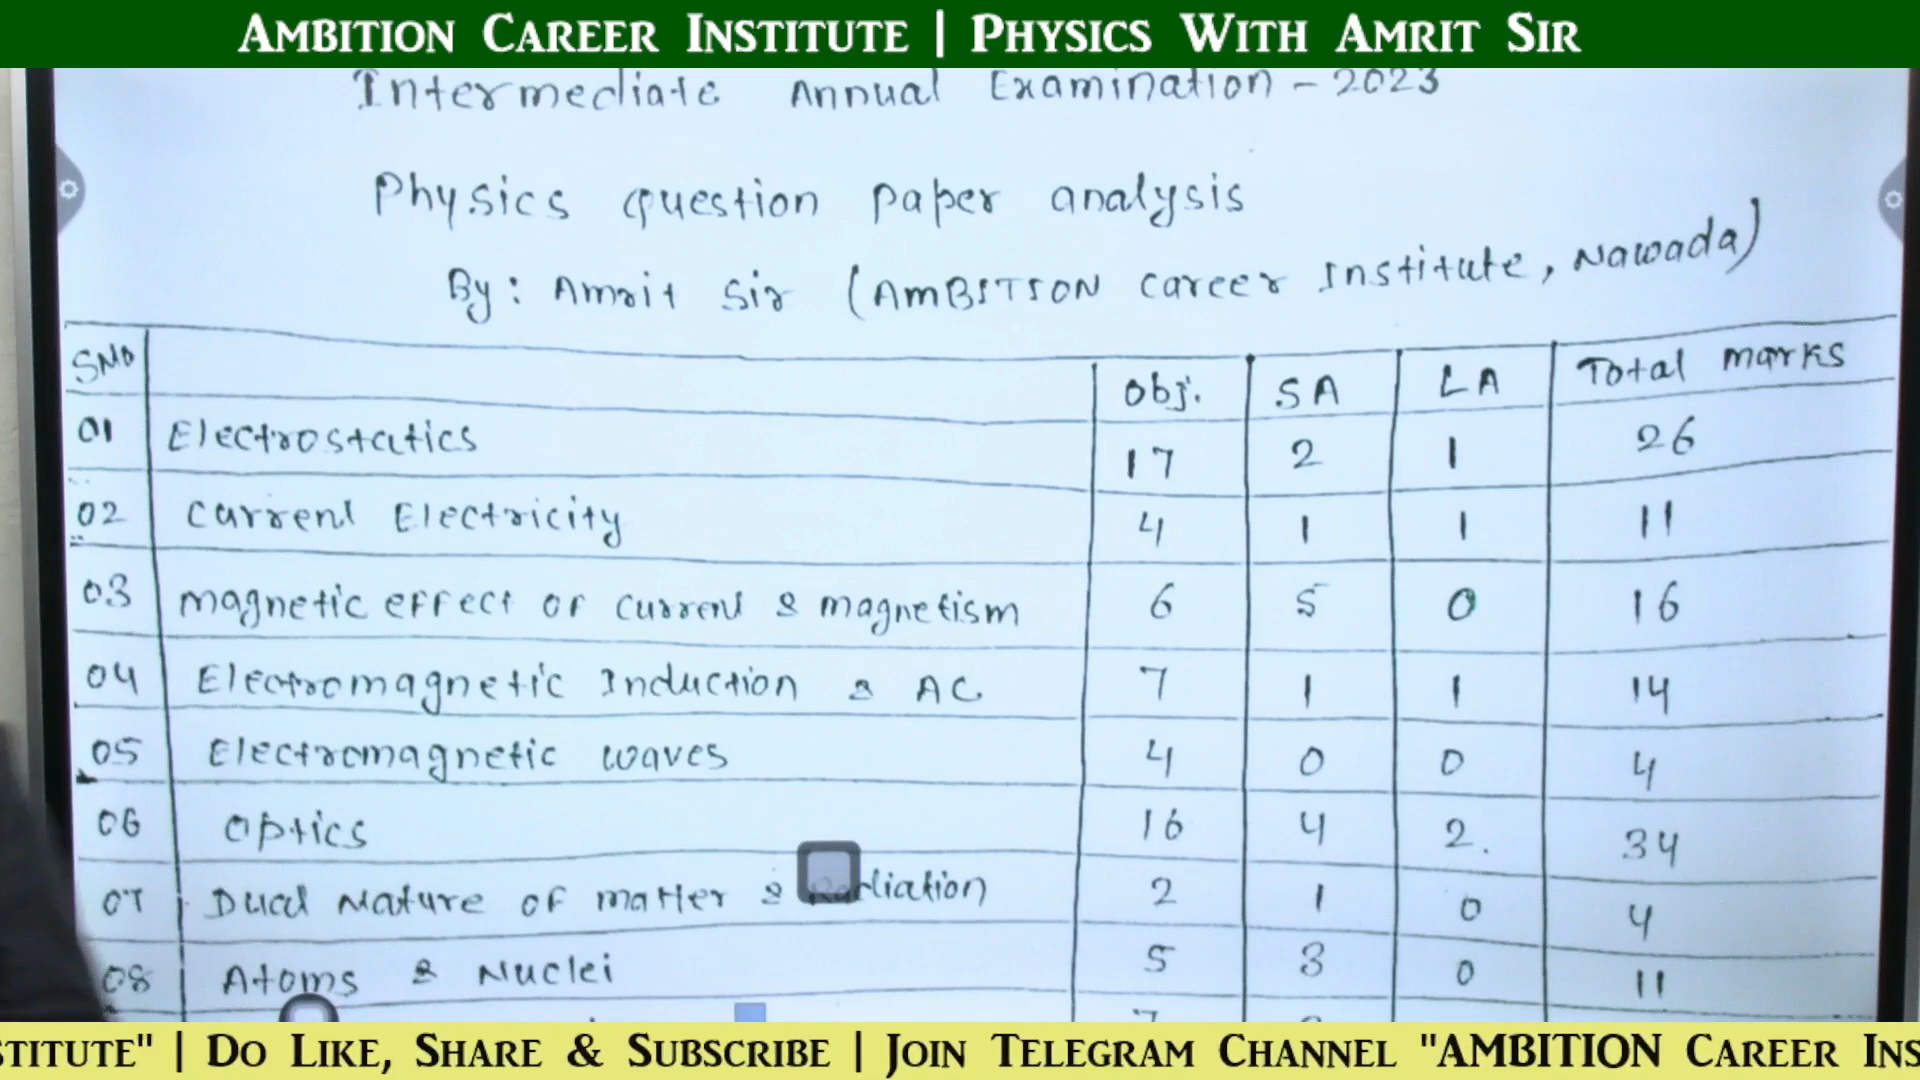 AMBITION CAREER INSTITUTE | PHYSICS WITH AMRIT SIR
Intermediate Annual Examination - 2023
Physics question paper analysis
By: Amrit Sir (AMBITION Career Institute, Nawada)
SNO Obj. SA LA Total marks
01 Electrostatics 17 2 1 26
02 Current Electricity 4 1 1 11
03 magnetic effect of current & magnetism 6 5 0 16
04 Electromagnetic Induction & AC 7 1 1 14
05 Electromagnetic waves 4 0 0 4
06 Optics 16 4 2. 34
07 Dual Nature of matter & Radiation 2 1 0 4
08 Atoms & Nuclei 5 3 0 11
STITUTE" | DO LIKE, SHARE & SUBSCRIBE | JOIN TELEGRAM CHANNEL "AMBITION CAREER INS